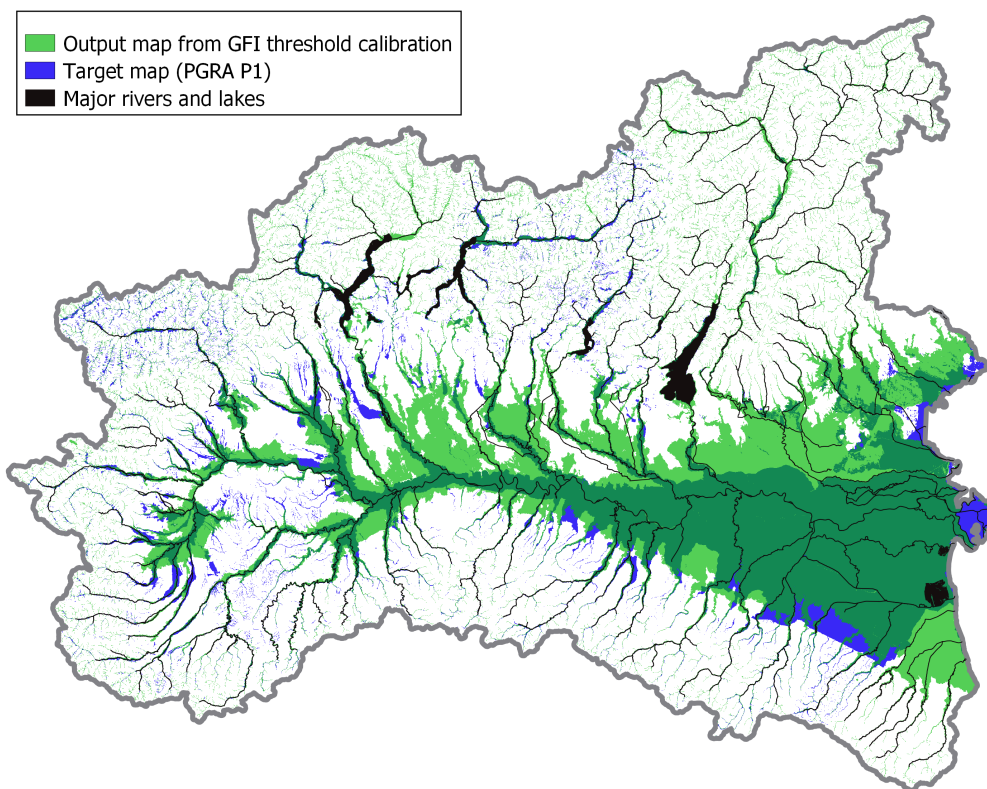 Output map from GFI threshold calibration
Target map (PGRA P1)
Major rivers and lakes